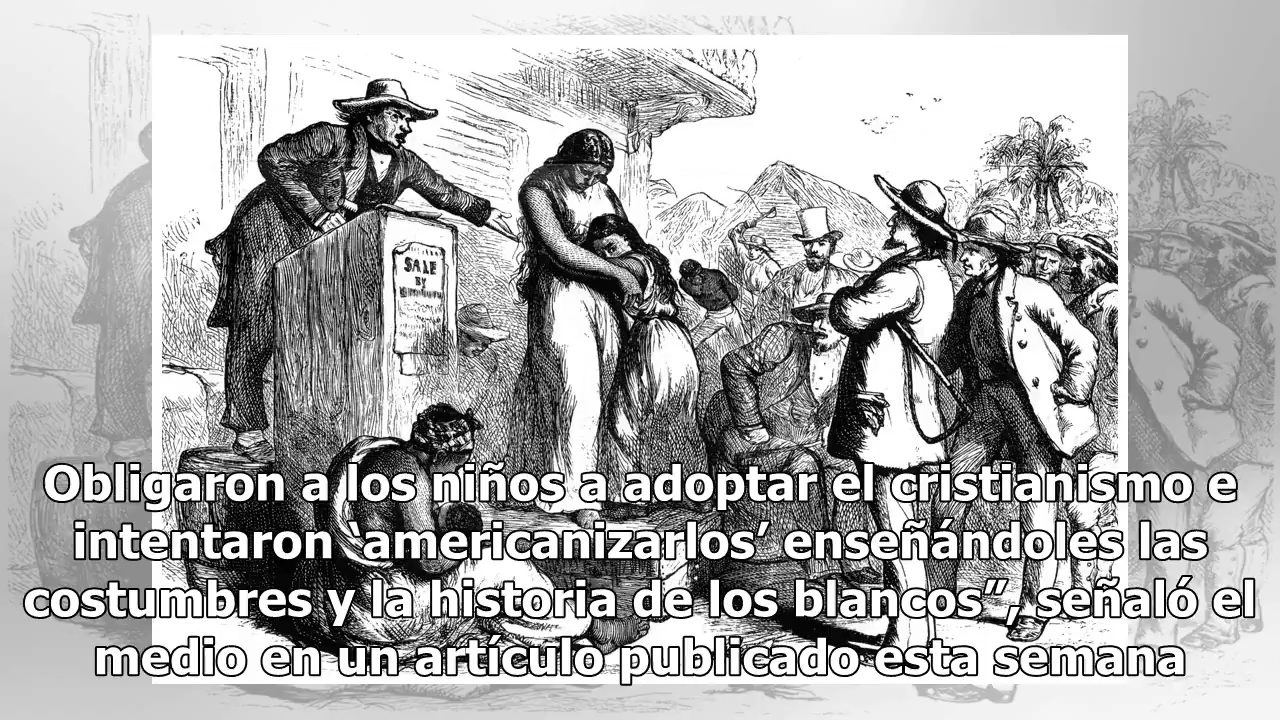 SALE
BY
Obligaron a los niños a adoptar el cristianismo e
intentaron ‘americanizarlos’ enseñándoles las
costumbres y la historia de los blancos”, señaló el
medio en un artículo publicado esta semana